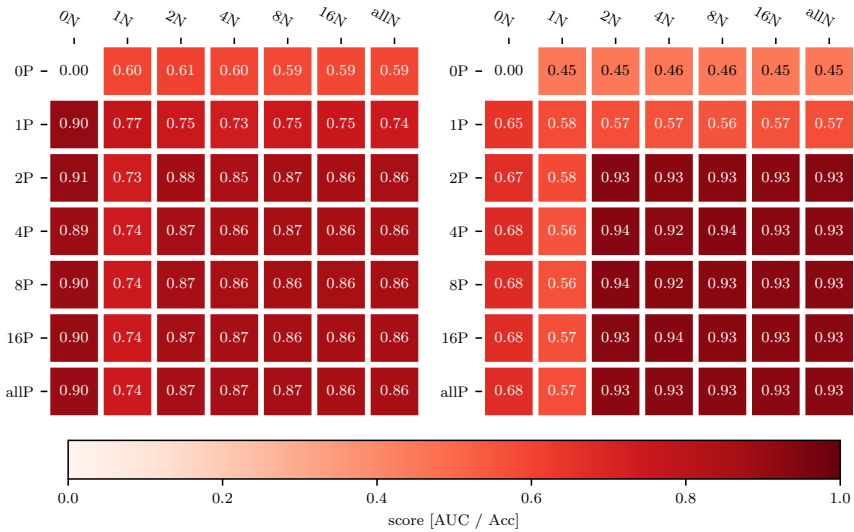 0N 1N 2N 4N 8N 16N allN 0N 1N 2N 4N 8N 16N allN
0P 0.00 0.60 0.61 0.60 0.59 0.59 0.59 0P 0.00 0.45 0.45 0.46 0.46 0.45 0.45
1P 0.90 0.77 0.75 0.73 0.75 0.75 0.74 1P 0.65 0.58 0.57 0.57 0.56 0.57 0.57
2P 0.91 0.73 0.88 0.85 0.87 0.86 0.86 2P 0.67 0.58 0.93 0.93 0.93 0.93 0.93
4P 0.89 0.74 0.87 0.86 0.87 0.86 0.86 4P 0.68 0.56 0.94 0.92 0.94 0.93 0.93
8P 0.90 0.74 0.87 0.86 0.86 0.86 0.86 8P 0.68 0.56 0.94 0.92 0.93 0.93 0.93
16P 0.90 0.74 0.87 0.87 0.86 0.86 0.86 16P 0.68 0.57 0.93 0.94 0.93 0.93 0.93
allP 0.90 0.74 0.87 0.87 0.87 0.86 0.86 allP 0.68 0.57 0.93 0.93 0.93 0.93 0.93
0.0 0.2 0.4 0.6 0.8 1.0
score [AUC / Acc]